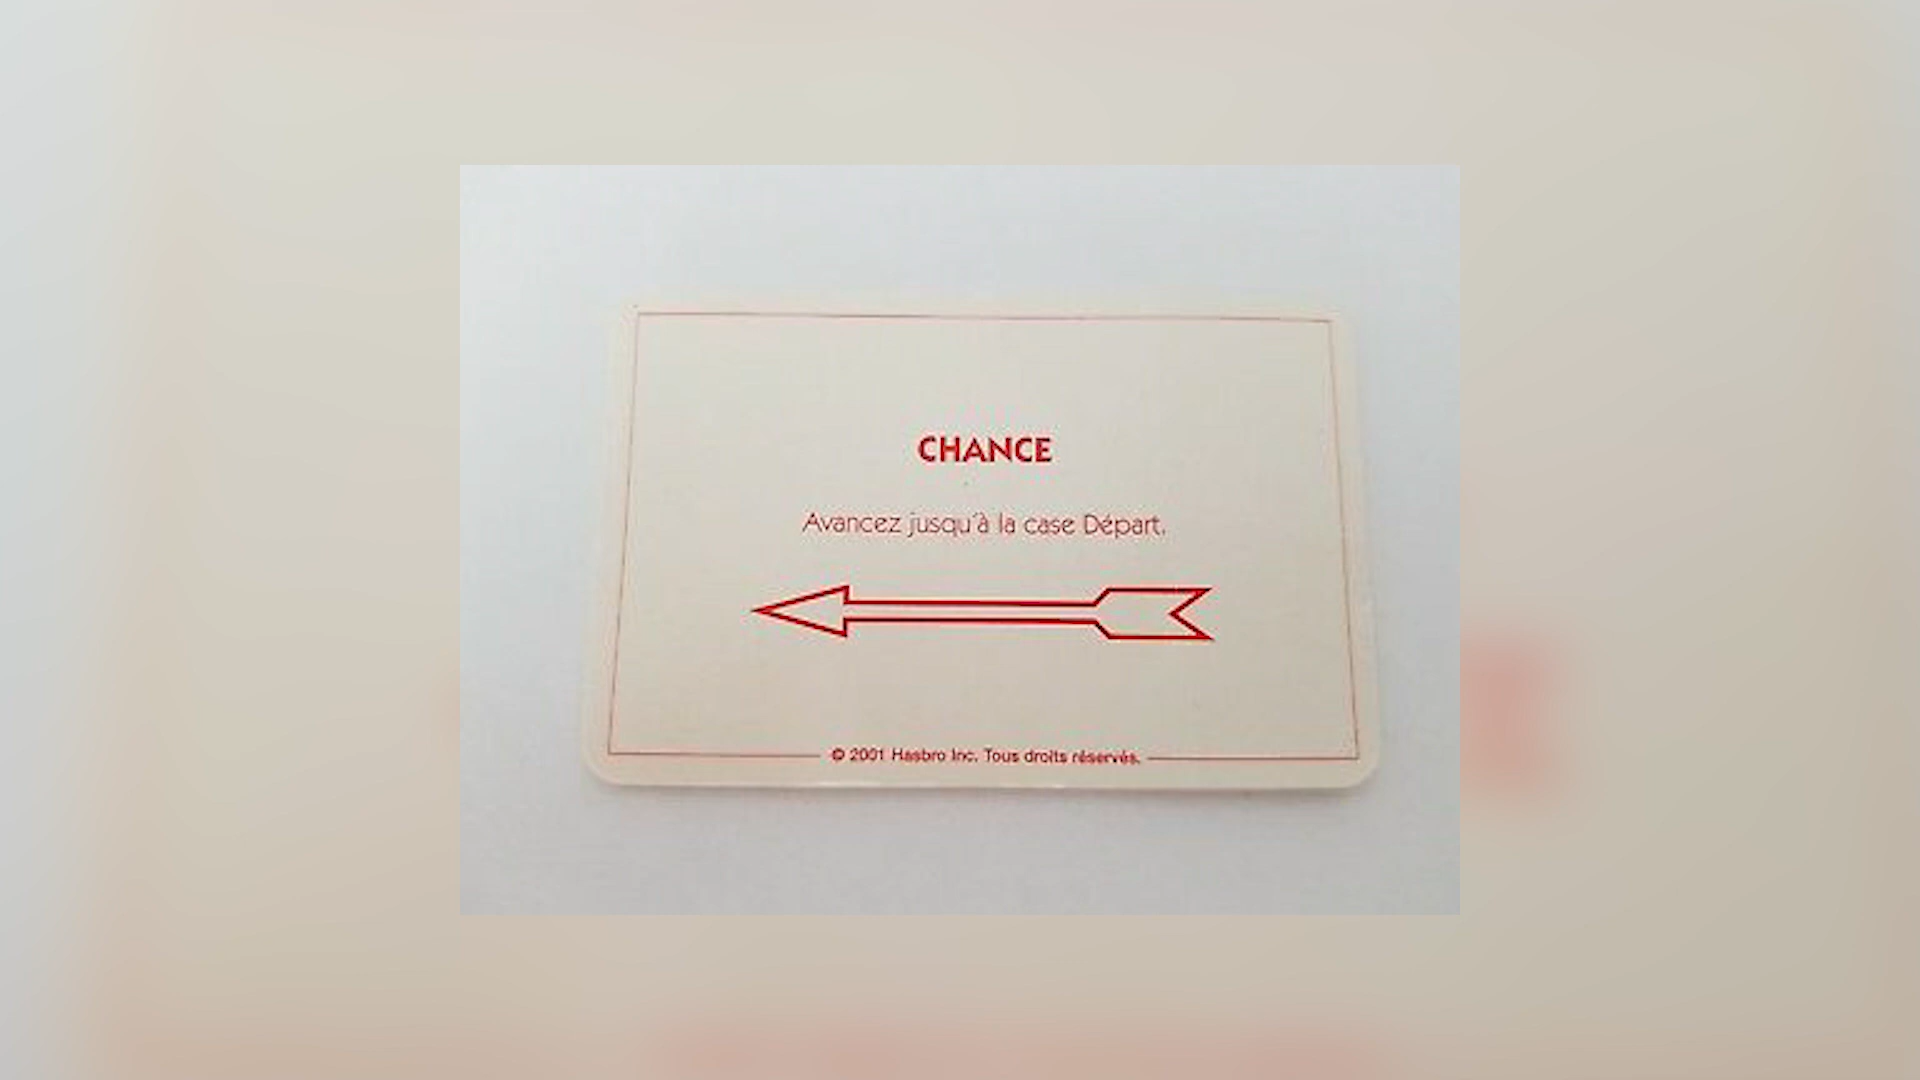 CHANCE
Avancez jusqu'à la case Départ.
© 2001 Hasbro Inc. Tous droits réservés.